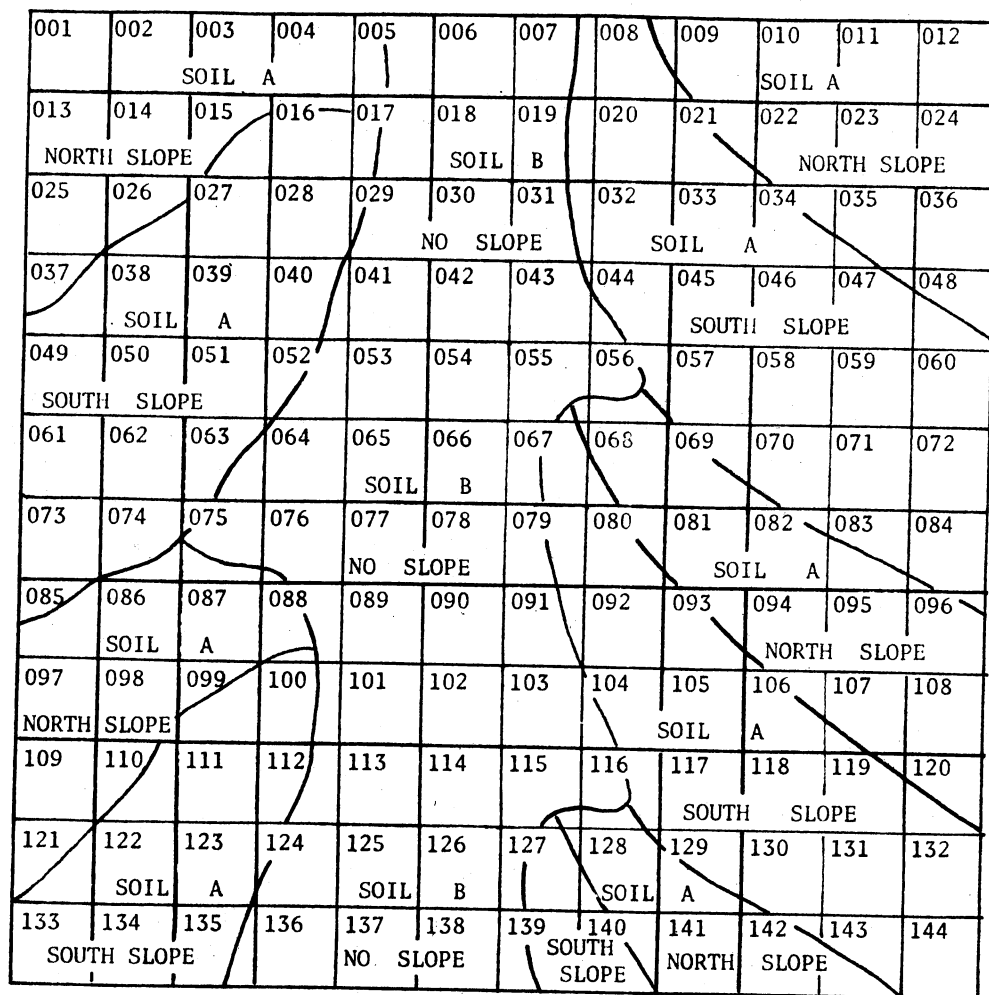 001 002 003 004 005 006 007 008 009 010 011 012
SOIL A SOIL A
013 014 015 016 017 018 019 020 021 022 023 024
NORTH SLOPE SOIL B NORTH SLOPE
025 026 027 028 029 030 031 032 033 034 035 036
NO SLOPE SOIL A
037 038 039 040 041 042 043 044 045 046 047 048
SOIL A SOUTH SLOPE
049 050 051 052 053 054 055 056 057 058 059 060
SOUTH SLOPE
061 062 063 064 065 066 067 068 069 070 071 072
SOIL B
073 074 075 076 077 078 079 080 081 082 083 084
NO SLOPE SOIL A
085 086 087 088 089 090 091 092 093 094 095 096
SOIL A NORTH SLOPE
097 098 099 100 101 102 103 104 105 106 107 108
NORTH SLOPE SOIL A
109 110 111 112 113 114 115 116 117 118 119 120
SOUTH SLOPE
121 122 123 124 125 126 127 128 129 130 131 132
SOIL A SOIL B SOIL A
133 134 135 136 137 138 139 140 141 142 143 144
SOUTH SLOPE NO SLOPE SOUTH SLOPE NORTH SLOPE